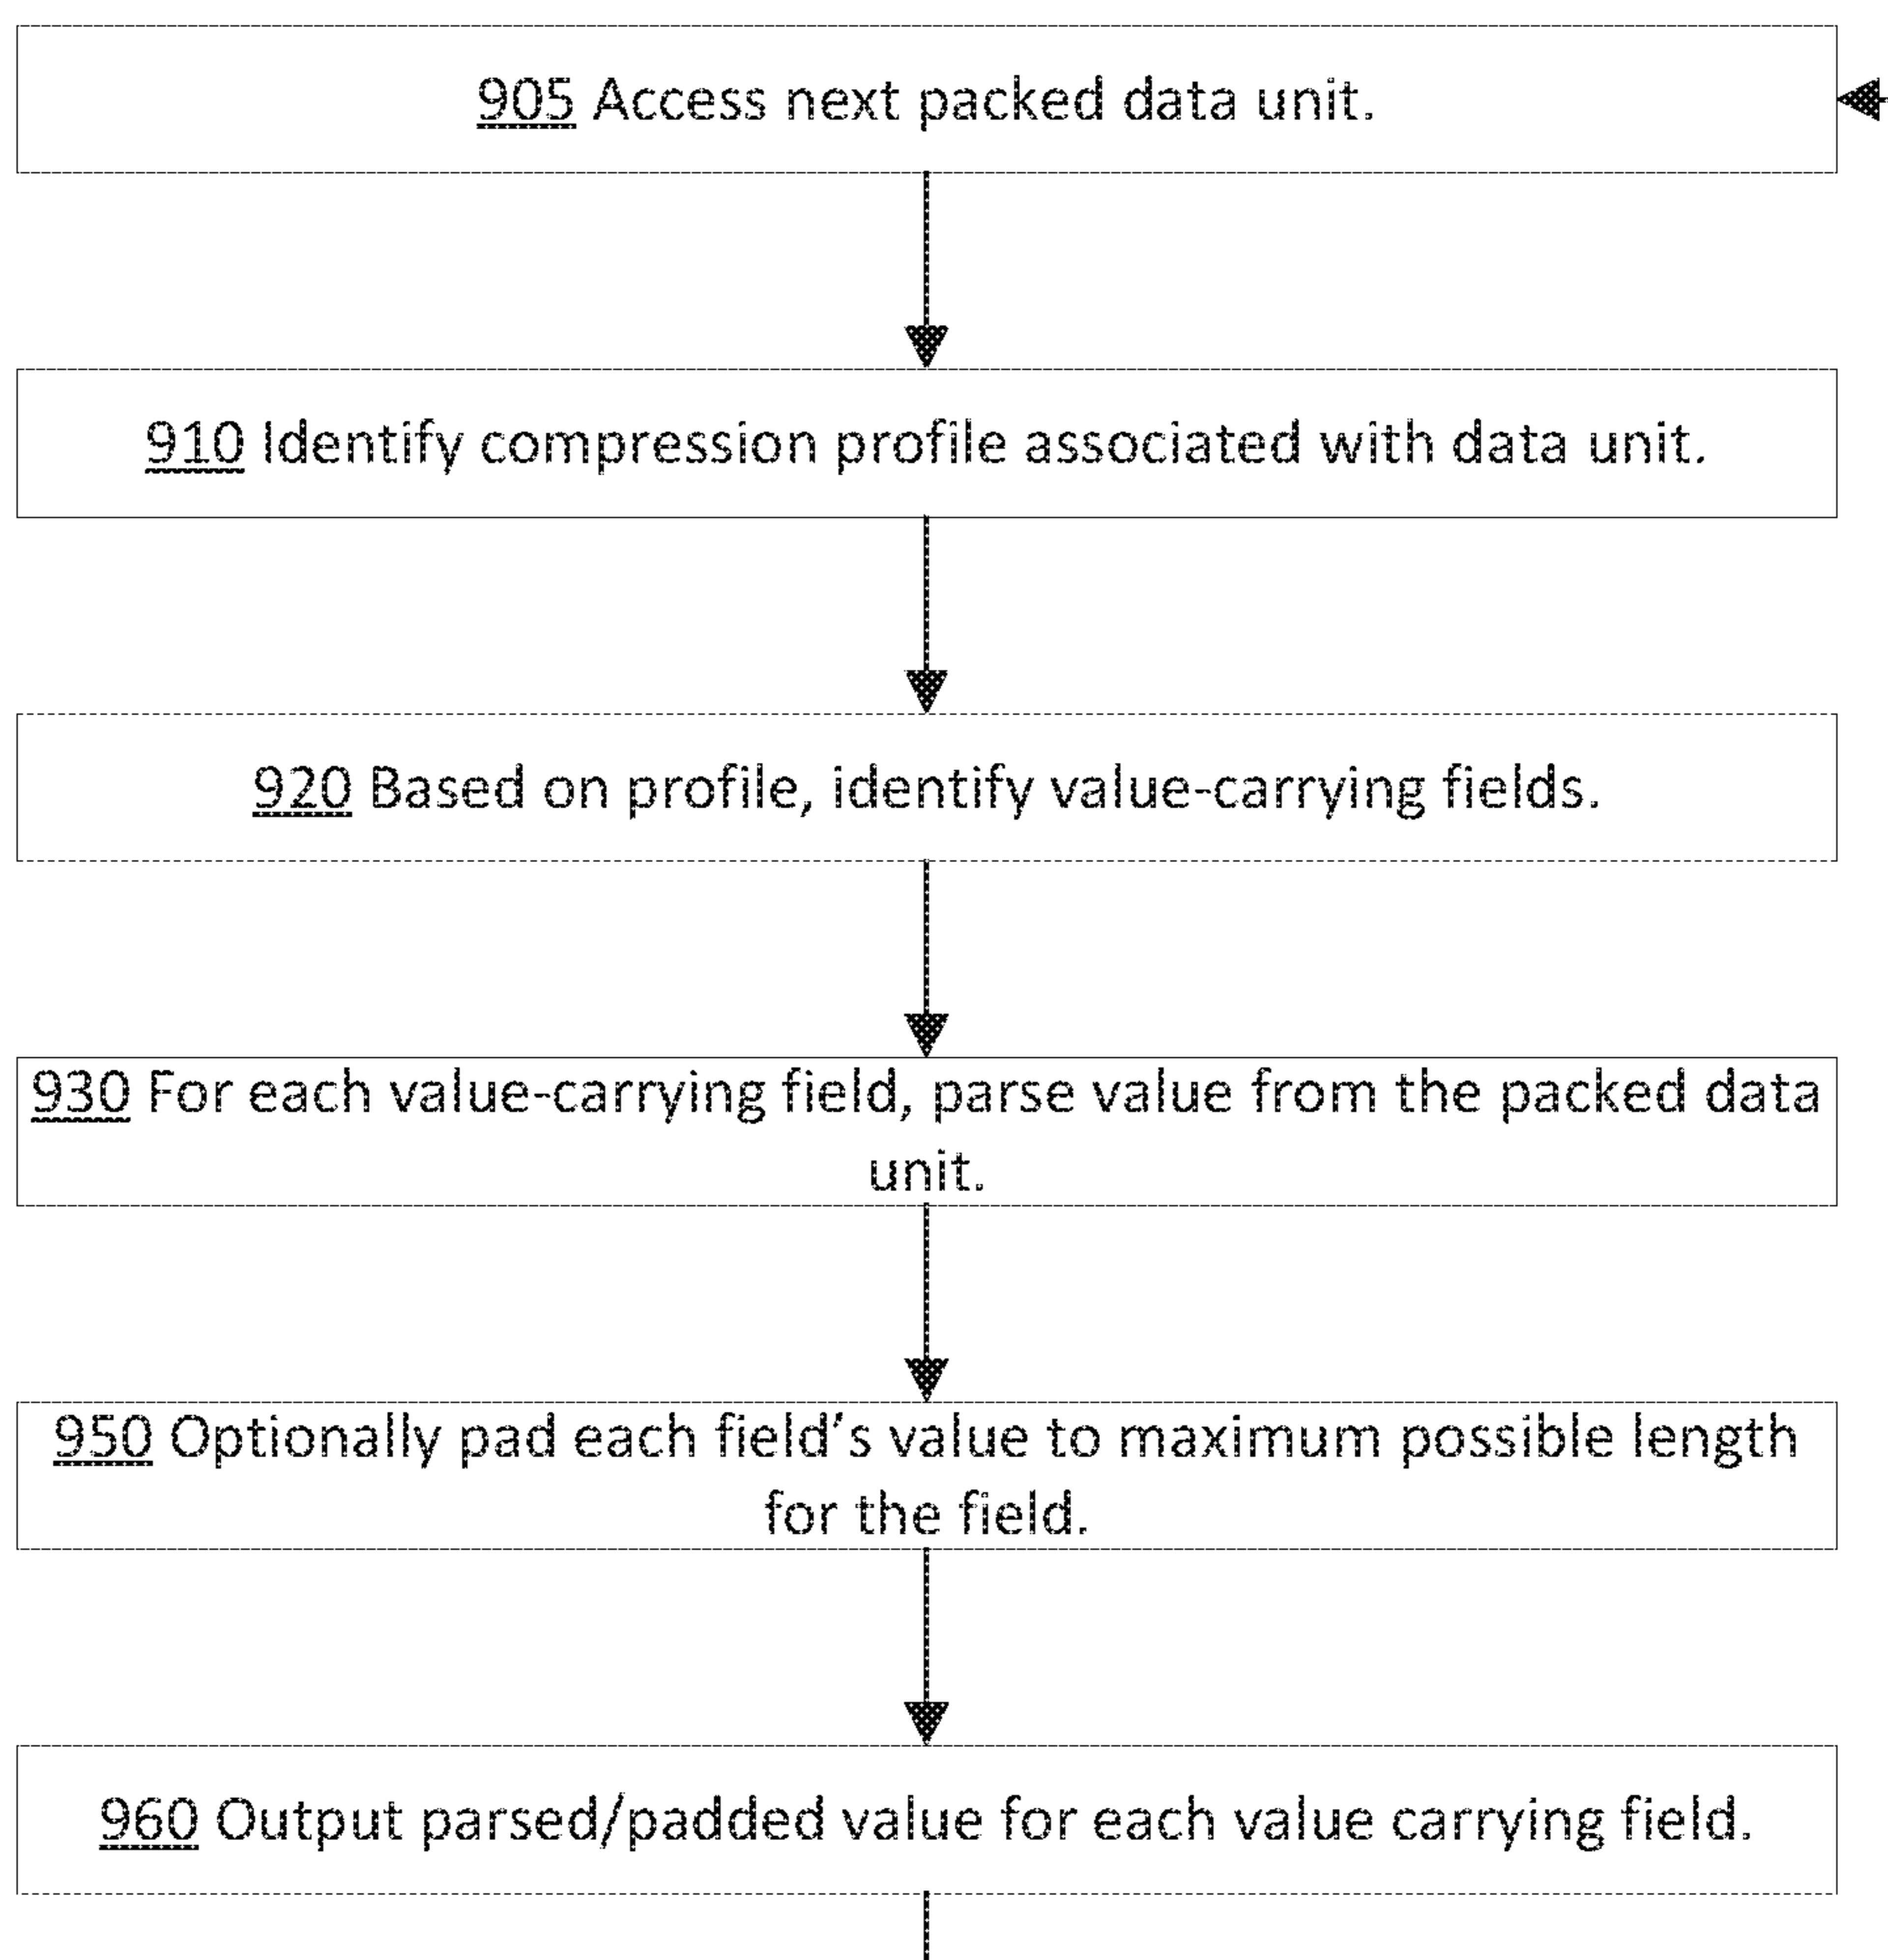 905 Access next packed data unit.
910 Identify compression profile associated with data unit.
920 Based on profile, identify value-carrying fields.
930 For each value-carrying field, parse value from the packed data
unit.
950 Optionally pad each field's value to maximum possible length
for the field.
960 Output parsed/padded value for each value carrying field.